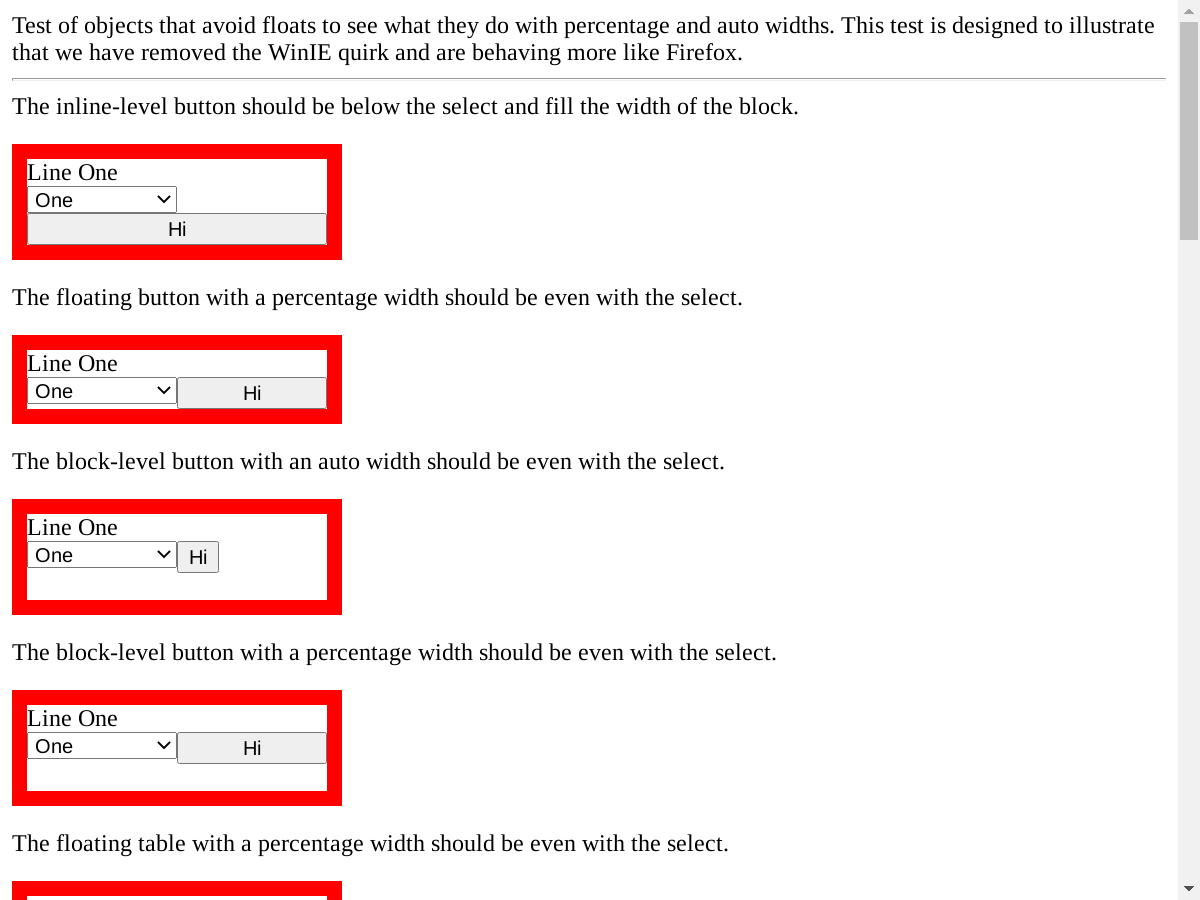 Test of objects that avoid floats to see what they do with percentage and auto widths. This test is designed to illustrate
that we have removed the WinIE quirk and are behaving more like Firefox.
The inline-level button should be below the select and fill the width of the block.
Line One
One
Hi
The floating button with a percentage width should be even with the select.
Line One
One Hi
The block-level button with an auto width should be even with the select.
Line One
One Hi
The block-level button with a percentage width should be even with the select.
Line One
One Hi
The floating table with a percentage width should be even with the select.